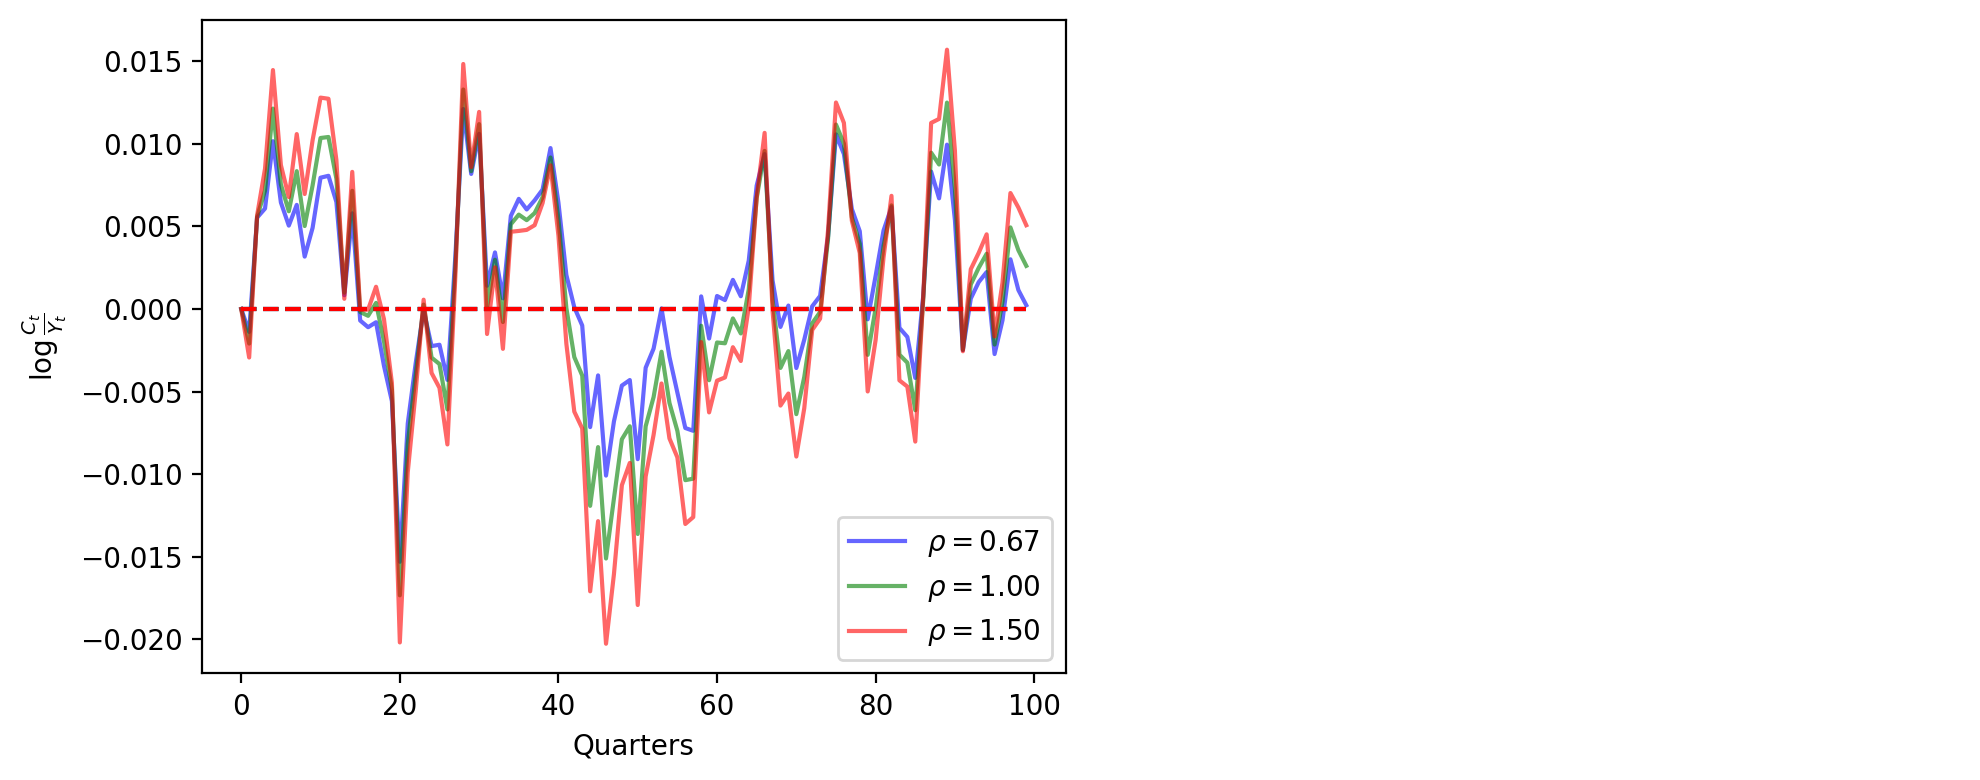 0.015
0.010
0.005
0.000
−0.005
−0.010
−0.015
−0.020
log C_t/Y_t
0 20 40 60 80 100
Quarters
ρ = 0.67
ρ = 1.00
ρ = 1.50